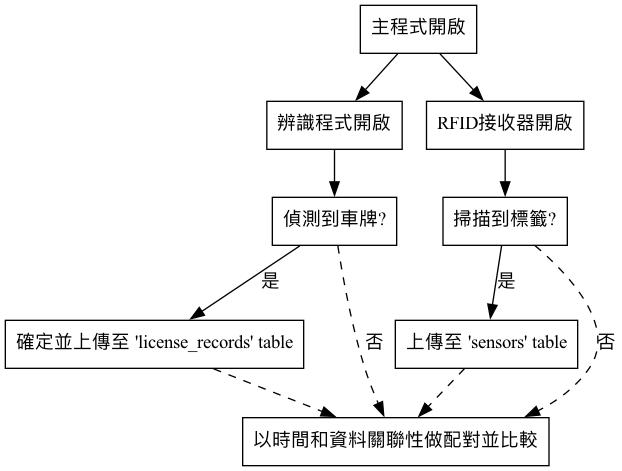 主程式開啟
辨識程式開啟
RFID接收器開啟
偵測到車牌?
掃描到標籤?
是
是
確定並上傳至 'license_records' table
否
上傳至 'sensors' table
否
以時間和資料關聯性做配對並比較